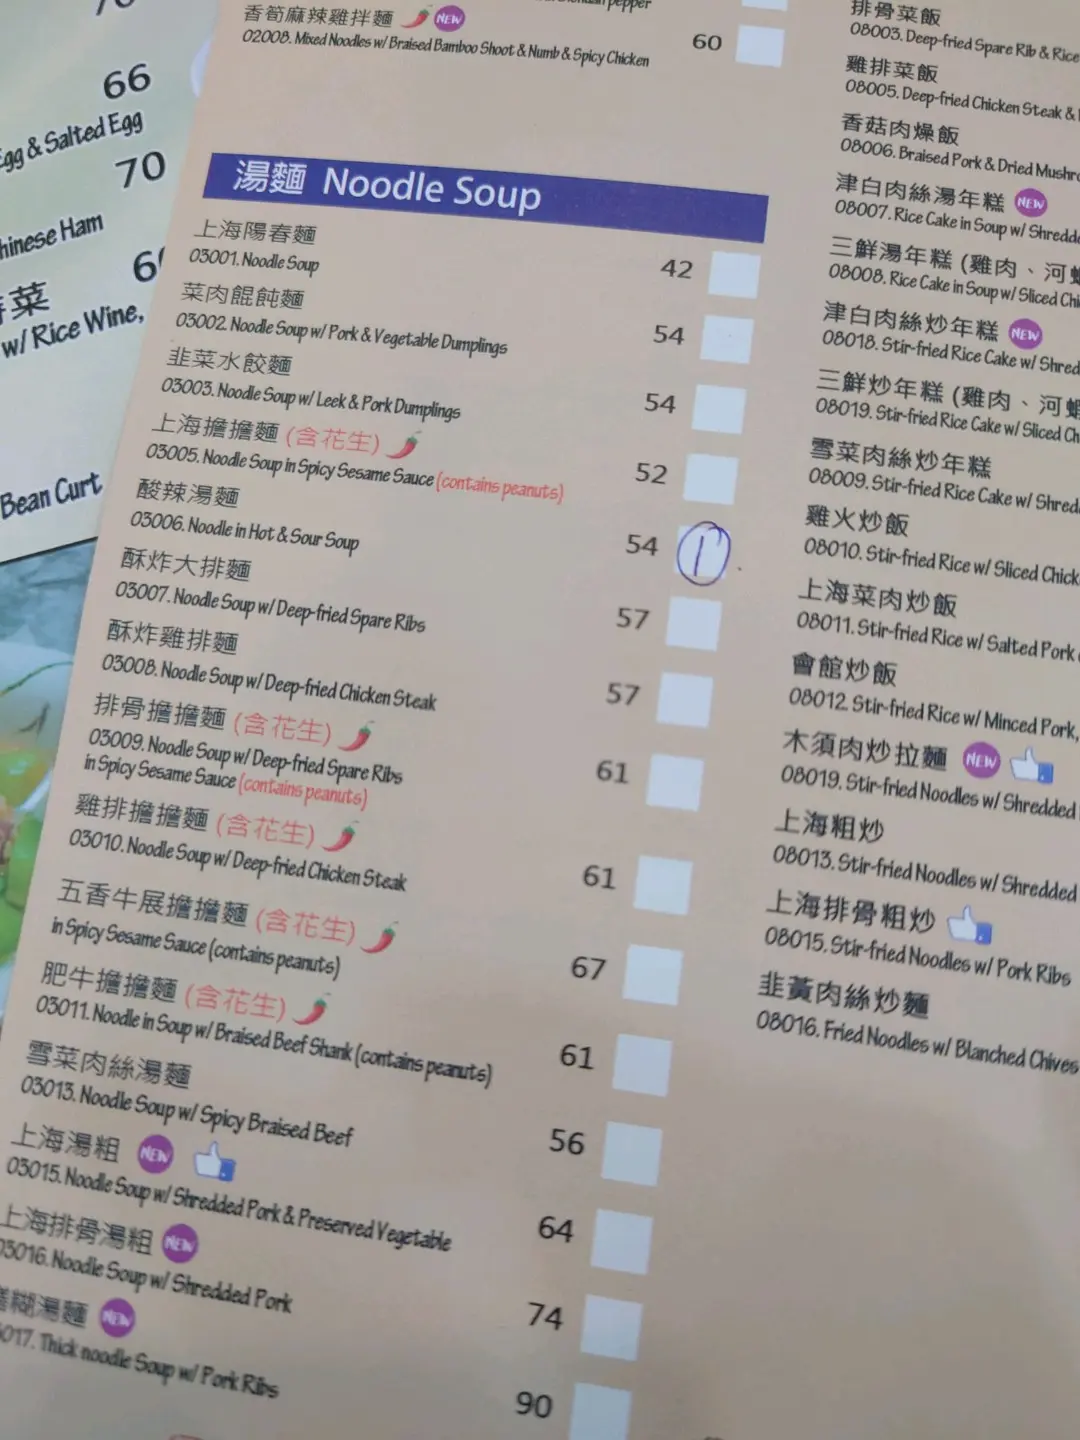 66
Egg & Salted Egg
70
Chinese Ham
w/ Rice Wine,
Bean Curt
香筍麻辣雞拌麵 NEW
02008. Mixed Noodles w/ Braised Bamboo Shoot & Numb & Spicy Chicken 60
湯麵 Noodle Soup
上海陽春麵
03001. Noodle Soup 42
菜肉餛飩麵
03002. Noodle Soup w/ Pork & Vegetable Dumplings 54
韭菜水餃麵
03003. Noodle Soup w/ Leek & Pork Dumplings 54
上海擔擔麵 (含花生)
03005. Noodle Soup in Spicy Sesame Sauce (contains peanuts) 52
酸辣湯麵
03006. Noodle in Hot & Sour Soup 54 1
酥炸大排麵
03007. Noodle Soup w/ Deep-fried Spare Ribs 57
酥炸雞排麵
03008. Noodle Soup w/ Deep-fried Chicken Steak 57
排骨擔擔麵 (含花生)
03009. Noodle Soup w/ Deep-fried Spare Ribs
in Spicy Sesame Sauce (contains peanuts) 61
雞排擔擔麵 (含花生)
03010. Noodle Soup w/ Deep-fried Chicken Steak 61
五香牛展擔擔麵 (含花生)
in Spicy Sesame Sauce (contains peanuts) 67
肥牛擔擔麵 (含花生)
03011. Noodle in Soup w/ Braised Beef Shank (contains peanuts) 61
雪菜肉絲湯麵
03013. Noodle Soup w/ Spicy Braised Beef 56
上海湯粗 NEW
03015. Noodle Soup w/ Shredded Pork & Preserved Vegetable 64
上海排骨湯粗 NEW
03016. Noodle Soup w/ Shredded Pork 74
糊湯麵 NEW
017. Thick noodle Soup w/ Pork Ribs 90
排骨菜飯
08003. Deep-fried Spare Rib & Rice
雞排菜飯
08005. Deep-fried Chicken Steak &
香菇肉燥飯
08006. Braised Pork & Dried Mushro
津白肉絲湯年糕 NEW
08007. Rice Cake in Soup w/ Shredde
三鮮湯年糕 (雞肉、河蝦
08008. Rice Cake in Soup w/ Sliced Chi
津白肉絲炒年糕 NEW
08018. Stir-fried Rice Cake w/ Shred
三鮮炒年糕 (雞肉、河蝦
08019. Stir-fried Rice Cake w/ Sliced Ch
雪菜肉絲炒年糕
08009. Stir-fried Rice Cake w/ Shred
雞火炒飯
08010. Stir-fried Rice w/ Sliced Chick
上海菜肉炒飯
08011. Stir-fried Rice w/ Salted Pork
會館炒飯
08012. Stir-fried Rice w/ Minced Pork,
木須肉炒拉麵 NEW
08019. Stir-fried Noodles w/ Shredded
上海粗炒
08013. Stir-fried Noodles w/ Shredded
上海排骨粗炒
08015. Stir-fried Noodles w/ Pork Ribs
韭黃肉絲炒麵
08016. Fried Noodles w/ Blanched Chives